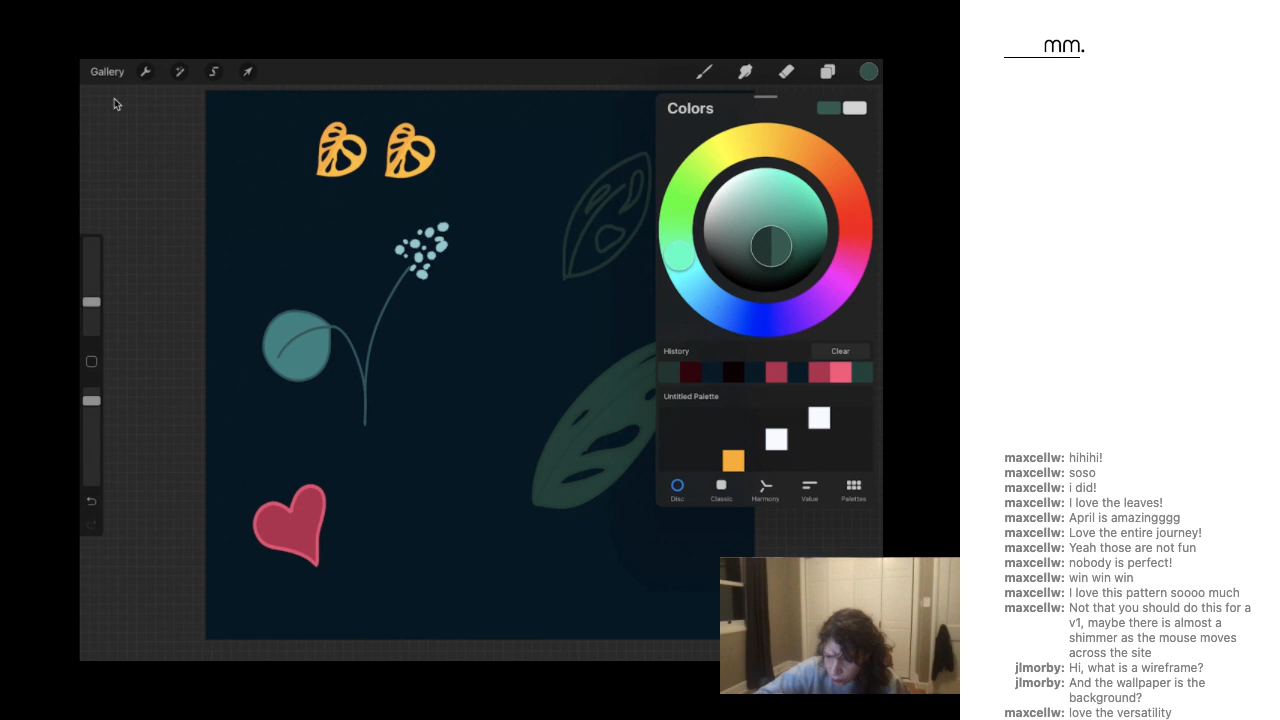 Gallery
Colors
History
Clear
Untitled Palette
Disc
Classic
Harmony
Value
Palettes
mm.
maxcellw: hihihi!
maxcellw: soso
maxcellw: i did!
maxcellw: I love the leaves!
maxcellw: April is amazingggg
maxcellw: Love the entire journey!
maxcellw: Yeah those are not fun
maxcellw: nobody is perfect!
maxcellw: win win win
maxcellw: I love this pattern soooo much
maxcellw: Not that you should do this for a
v1, maybe there is almost a
shimmer as the mouse moves
across the site
jlmorby: Hi, what is a wireframe?
jlmorby: And the wallpaper is the
background?
maxcellw: love the versatility